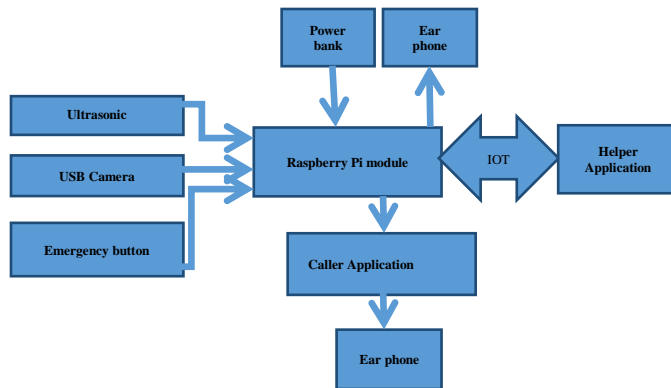 Power
bank
Ear
phone
Ultrasonic
Raspberry Pi module
IOT
Helper
Application
USB Camera
Emergency button
Caller Application
Ear phone